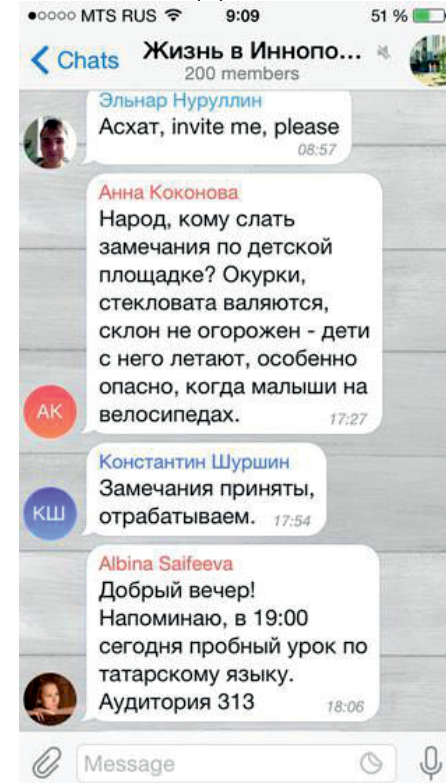 MTS RUS 9:09 51 %
Chats Жизнь в Иннопо...
200 members
Эльнар Нуруллин
Асхат, invite me, please
08:57
Анна Коконова
Народ, кому слать
замечания по детской
площадке? Окурки,
стекловата валяются,
склон не огорожен - дети
с него летают, особенно
опасно, когда малыши на
АК велосипедах. 17:27
Константин Шуршин
Замечания приняты,
КШ отрабатываем. 17:54
Albina Saifeeva
Добрый вечер!
Напоминаю, в 19:00
сегодня пробный урок по
татарскому языку.
Аудитория 313 18:06
Message